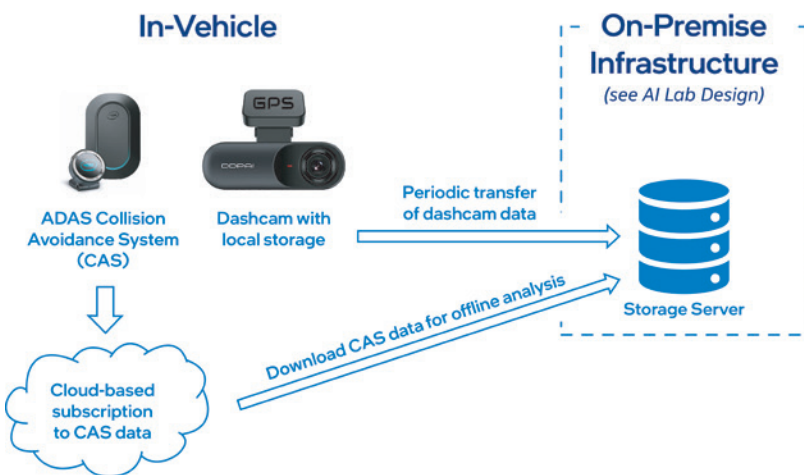 In-Vehicle
On-Premise
Infrastructure
(see AI Lab Design)
GPS
DDPAI
ADAS Collision
Avoidance System
(CAS)
Dashcam with
local storage
Periodic transfer
of dashcam data
Storage Server
Download CAS data for offline analysis
Cloud-based
subscription
to CAS data